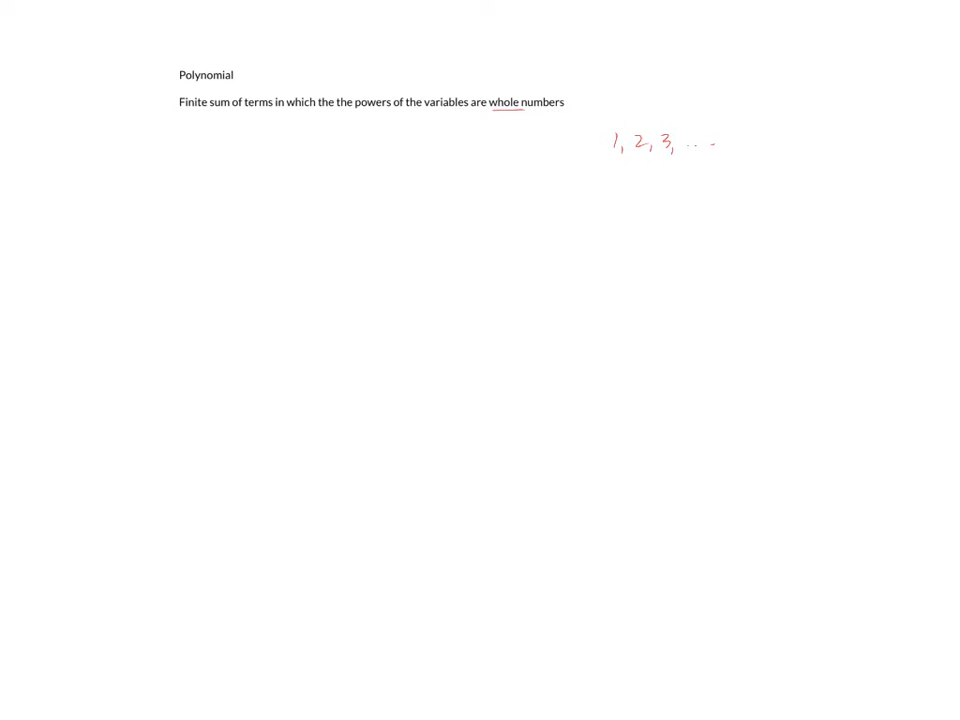 Polynomial
Finite sum of terms in which the the powers of the variables are whole numbers
1, 2, 3, ...